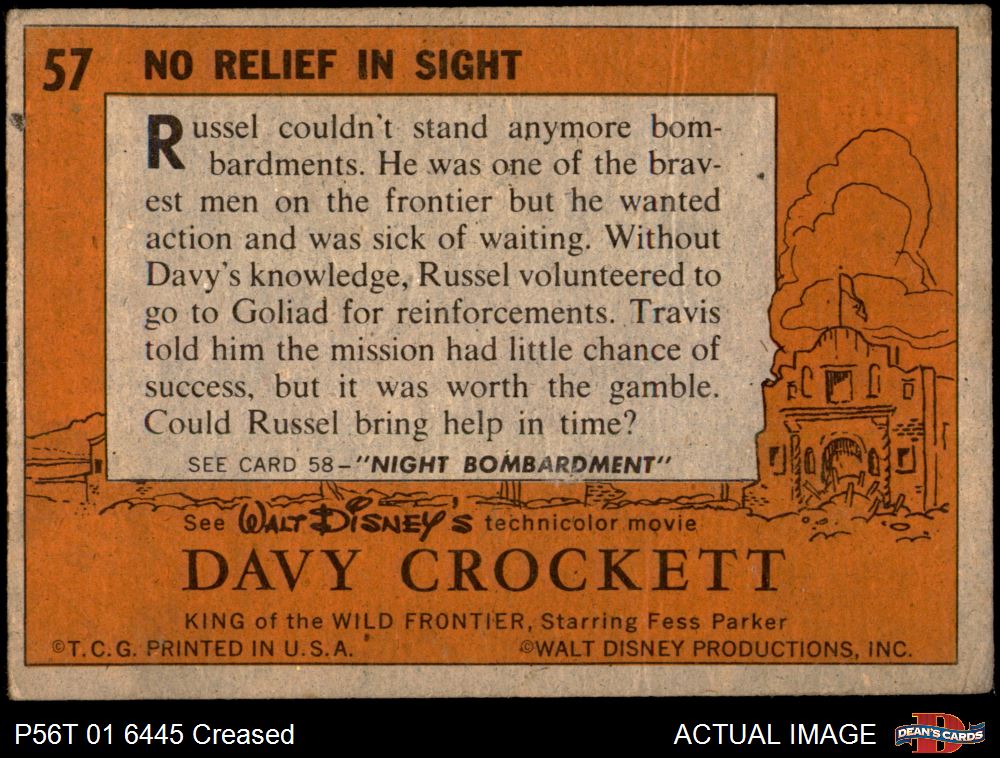 57 NO RELIEF IN SIGHT
Russel couldn't stand anymore bom-
bardments. He was one of the brav-
est men on the frontier but he wanted
action and was sick of waiting. Without
Davy's knowledge, Russel volunteered to
go to Goliad for reinforcements. Travis
told him the mission had little chance of
success, but it was worth the gamble.
Could Russel bring help in time?
SEE CARD 58-"NIGHT BOMBARDMENT"
See WALT DISNEY'S technicolor movie
DAVY CROCKETT
KING of the WILD FRONTIER, Starring Fess Parker
©T.C.G. PRINTED IN U.S.A. ©WALT DISNEY PRODUCTIONS, INC.
P56T 01 6445 Creased ACTUAL IMAGE D DEAN'S CARDS